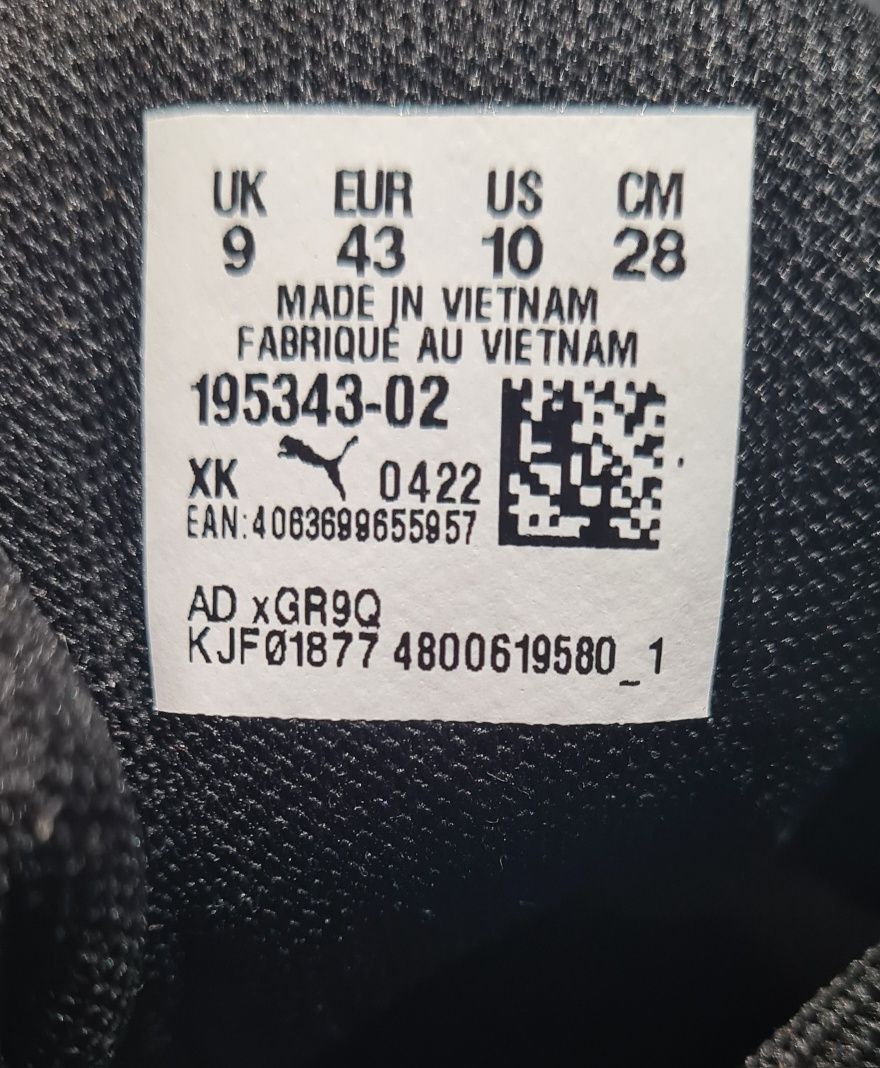 UK EUR US CM
9 43 10 28
MADE IN VIETNAM
FABRIQUE AU VIETNAM
195343-02
XK 0422
EAN:4063699655957
AD xGR9Q
KJFØ1877 4800619580_1